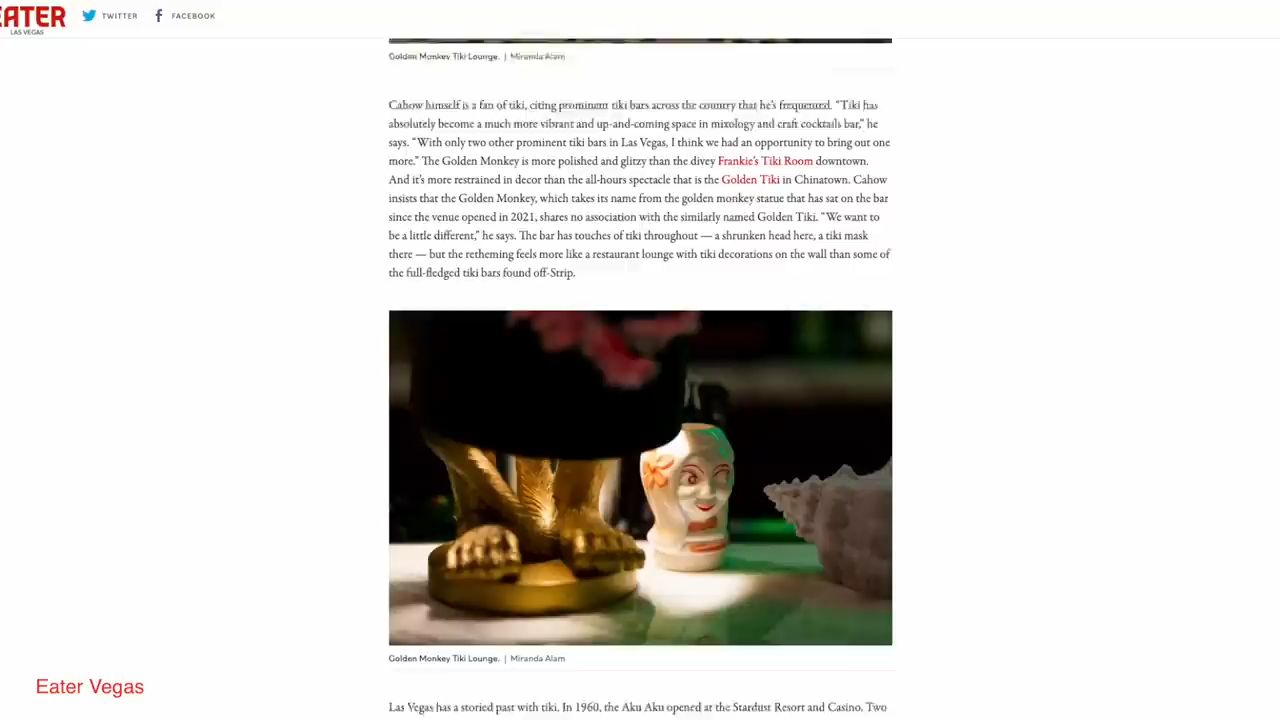 EATER
LAS VEGAS
TWITTER
FACEBOOK
Golden Monkey Tiki Lounge. | Miranda Alam
Cahow himself is a fan of tiki, citing prominent tiki bars across the country that he’s frequented. “Tiki has
absolutely become a much more vibrant and up-and-coming space in mixology and craft cocktails bar,” he
says. “With only two other prominent tiki bars in Las Vegas, I think we had an opportunity to bring out one
more.” The Golden Monkey is more polished and glitzy than the divey Frankie’s Tiki Room downtown.
And it’s more restrained in decor than the all-hours spectacle that is the Golden Tiki in Chinatown. Cahow
insists that the Golden Monkey, which takes its name from the golden monkey statue that has sat on the bar
since the venue opened in 2021, shares no association with the similarly named Golden Tiki. “We want to
be a little different,” he says. The bar has touches of tiki throughout — a shrunken head here, a tiki mask
there — but the retheming feels more like a restaurant lounge with tiki decorations on the wall than some of
the full-fledged tiki bars found off-Strip.
Golden Monkey Tiki Lounge. | Miranda Alam
Eater Vegas
Las Vegas has a storied past with tiki. In 1960, the Aku Aku opened at the Stardust Resort and Casino. Two